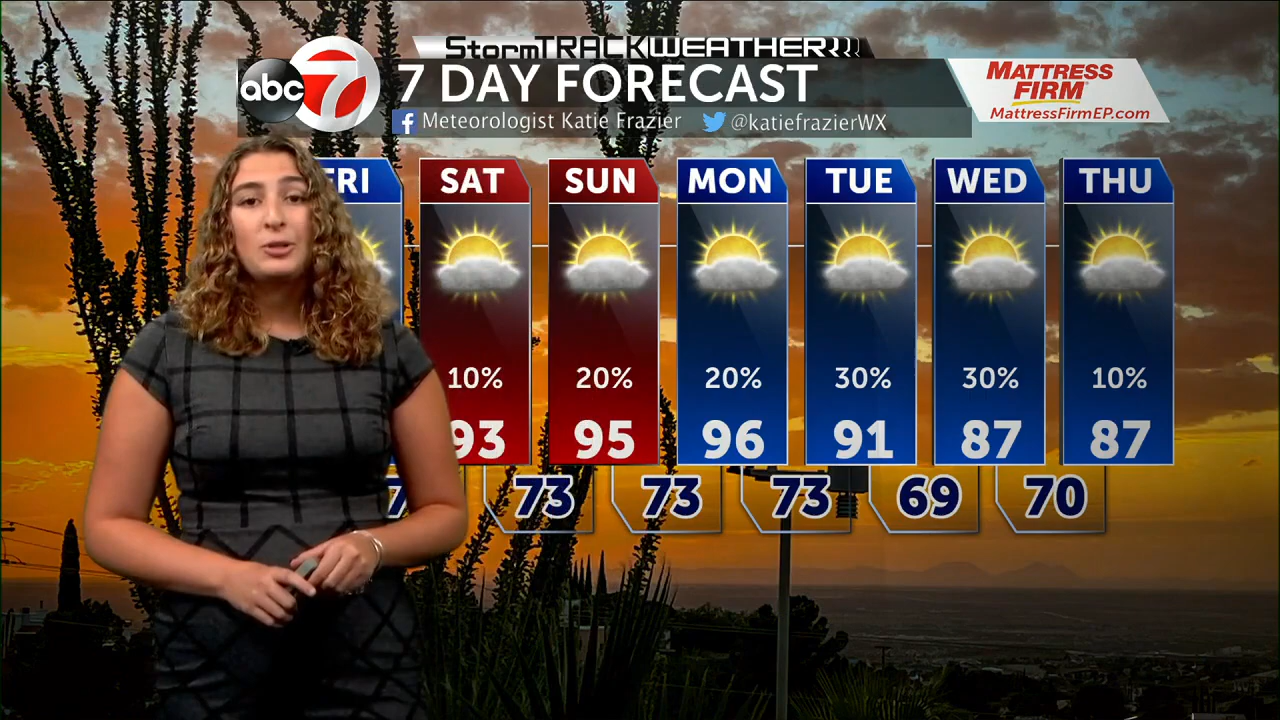 StormTRACKWEATHER
abc 7
7 DAY FORECAST
Meteorologist Katie Frazier @katiefrazierWX
MATTRESS
FIRM
MattressFirmEP.com
FRI SAT SUN MON TUE WED THU
10% 20% 20% 30% 30% 10%
93 95 96 91 87 87
73 73 73 69 70